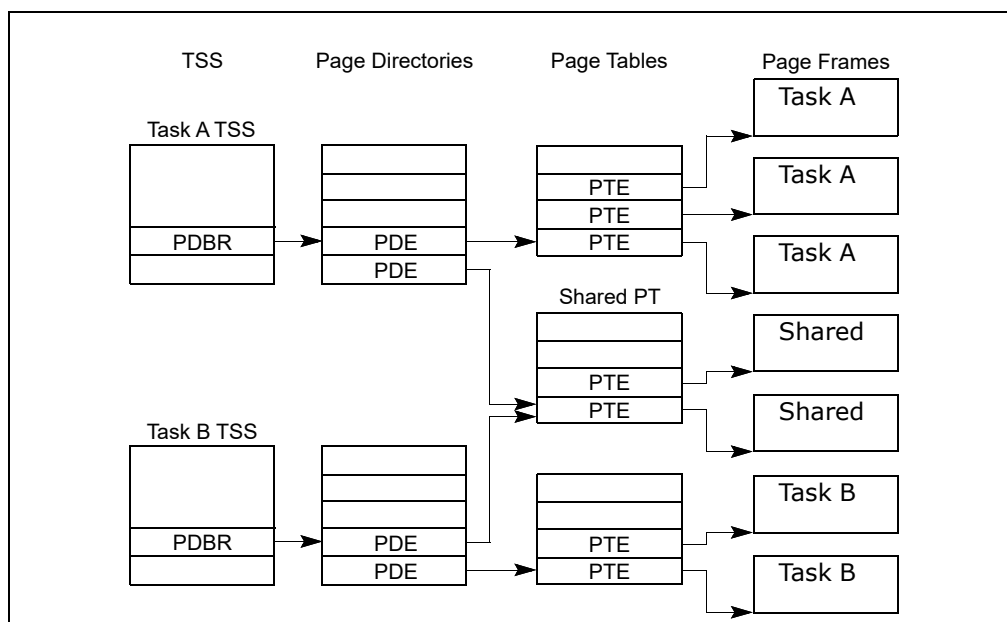 TSS Page Directories Page Tables Page Frames
Task A
Task A TSS
Task A
PTE
PTE
PDBR PDE PTE
Task A
PDE
Shared PT
Shared
PTE
PTE
Shared
Task B TSS
Task B
PDBR PDE PTE
PDE PTE
Task B